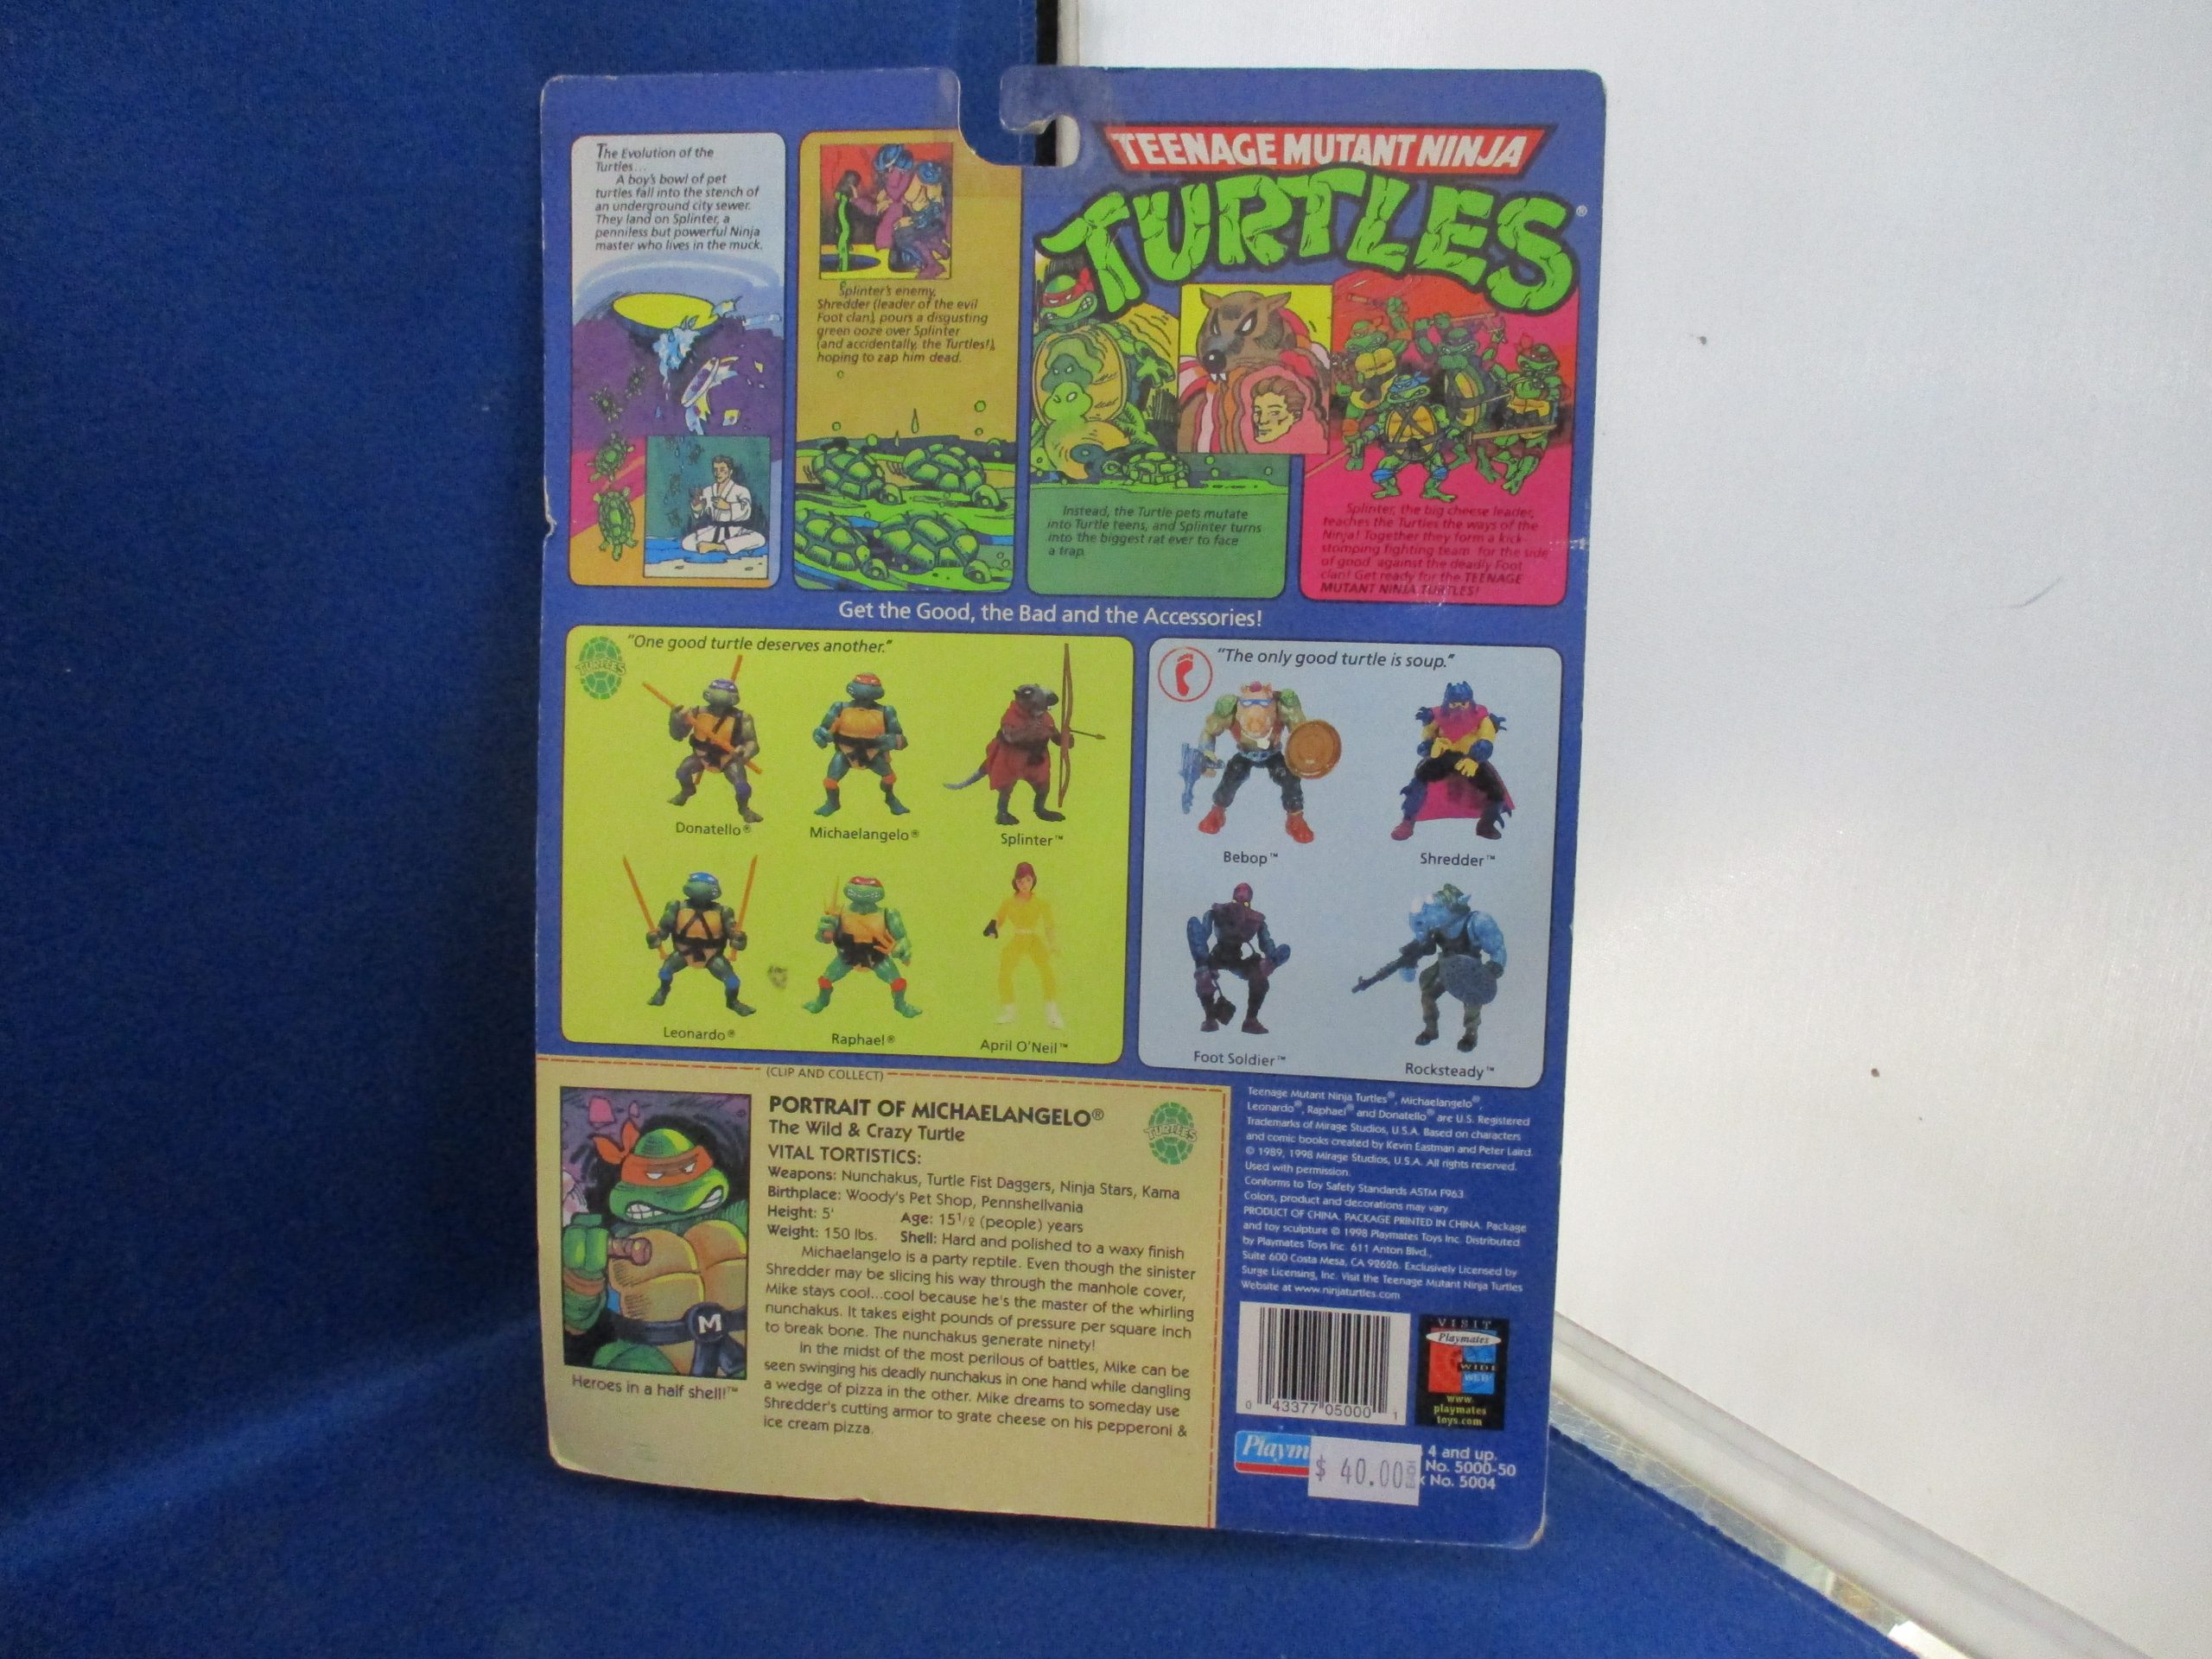 The Evolution of the
Turtles...
A boy's bowl of pet
turtles fall into the stench of
an underground city sewer.
They land on Splinter, a
penniless but powerful Ninja
master who lives in the muck.
Splinter's enemy,
Shredder (leader of the evil
Foot clan), pours a disgusting
green ooze over Splinter
(and accidentally, the Turtles!),
hoping to zap him dead.
TEENAGE MUTANT NINJA
TURTLES®
Instead, the Turtle pets mutate
into Turtle teens, and Splinter turns
into the biggest rat ever to face
a trap.
Splinter, the big cheese leader,
teaches the Turtles the ways of the
Ninja! Together they form a kick-
stomping fighting team for the side
of good against the deadly Foot
clan! Get ready for the TEENAGE
MUTANT NINJA TURTLES!
Get the Good, the Bad and the Accessories!
TURTLES
"One good turtle deserves another."
Donatello®
Michaelangelo®
Splinter™
Leonardo®
Raphael®
April O'Neil™
"The only good turtle is soup."
Bebop™
Shredder™
Foot Soldier™
Rocksteady™
(CLIP AND COLLECT)
M
Heroes in a half shell!™
PORTRAIT OF MICHAELANGELO®
The Wild & Crazy Turtle
TURTLES
VITAL TORTISTICS:
Weapons: Nunchakus, Turtle Fist Daggers, Ninja Stars, Kama
Birthplace: Woody's Pet Shop, Pennshellvania
Height: 5' Age: 15 1/2 (people) years
Weight: 150 lbs. Shell: Hard and polished to a waxy finish
Michaelangelo is a party reptile. Even though the sinister
Shredder may be slicing his way through the manhole cover,
Mike stays cool...cool because he's the master of the whirling
nunchakus. It takes eight pounds of pressure per square inch
to break bone. The nunchakus generate ninety!
In the midst of the most perilous of battles, Mike can be
seen swinging his deadly nunchakus in one hand while dangling
a wedge of pizza in the other. Mike dreams to someday use
Shredder's cutting armor to grate cheese on his pepperoni &
ice cream pizza.
Teenage Mutant Ninja Turtles®, Michaelangelo®,
Leonardo®, Raphael® and Donatello® are U.S. Registered
Trademarks of Mirage Studios, U.S.A. Based on characters
and comic books created by Kevin Eastman and Peter Laird.
© 1989, 1998 Mirage Studios, U.S.A. All rights reserved.
Used with permission.
Conforms to Toy Safety Standards ASTM F963.
Colors, product and decorations may vary.
PRODUCT OF CHINA. PACKAGE PRINTED IN CHINA. Package
and toy sculpture © 1998 Playmates Toys Inc. Distributed
by Playmates Toys Inc. 611 Anton Blvd.,
Suite 600 Costa Mesa, CA 92626. Exclusively Licensed by
Surge Licensing, Inc. Visit the Teenage Mutant Ninja Turtles
Website at www.ninjaturtles.com
0 43377 05000 1
VISIT
Playmates
WIDE
WEB
www.
playmates
toys.com
Playm
$ 40.00 EACH
4 and up.
No. 5000-50
No. 5004